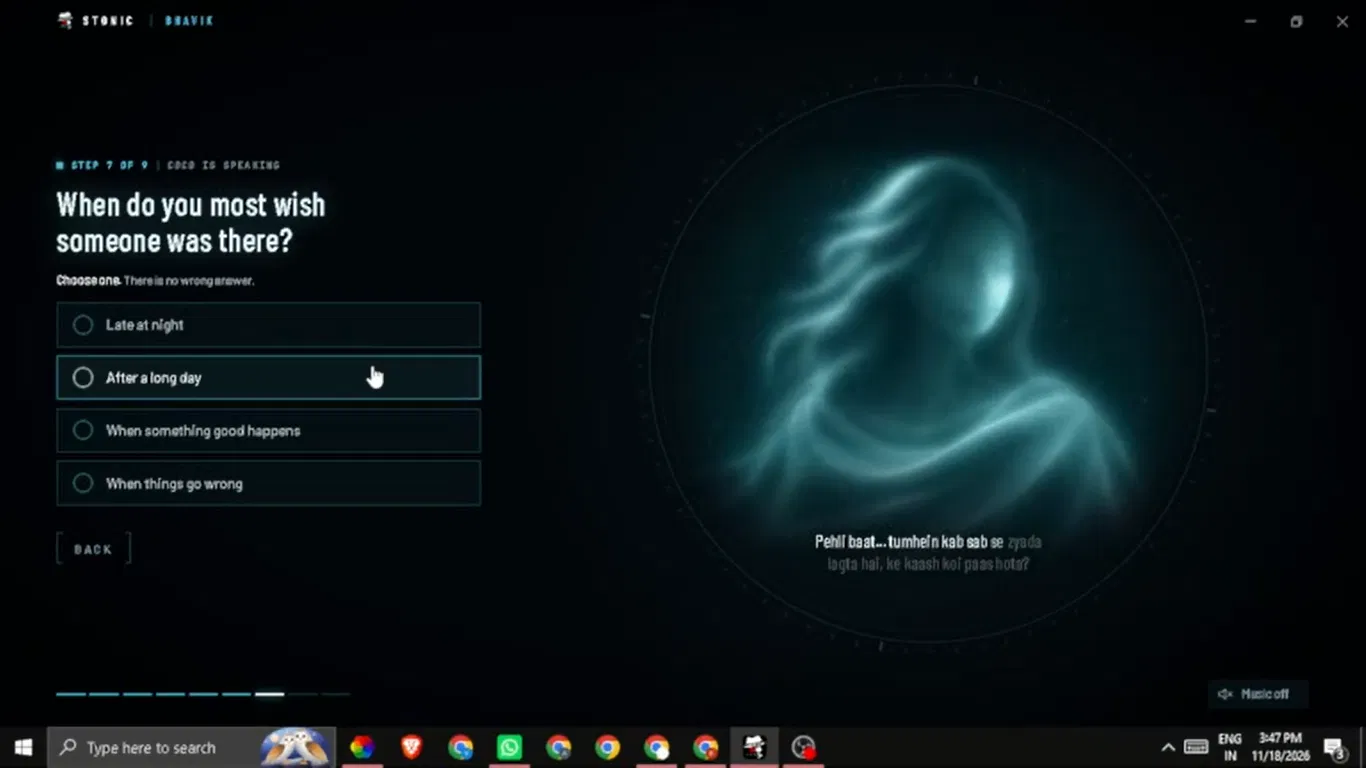 STONIC | BHAVIK
STEP 7 OF 9 | COCO IS SPEAKING
When do you most wish
someone was there?
Choose one. There is no wrong answer.
Late at night
After a long day
When something good happens
When things go wrong
BACK
Pehli baat... tumhein kab sab se zyada
lagta hai, ke kaash koi paas hota?
Music off
Type here to search
ENG
IN
3:47 PM
11/18/2026
3